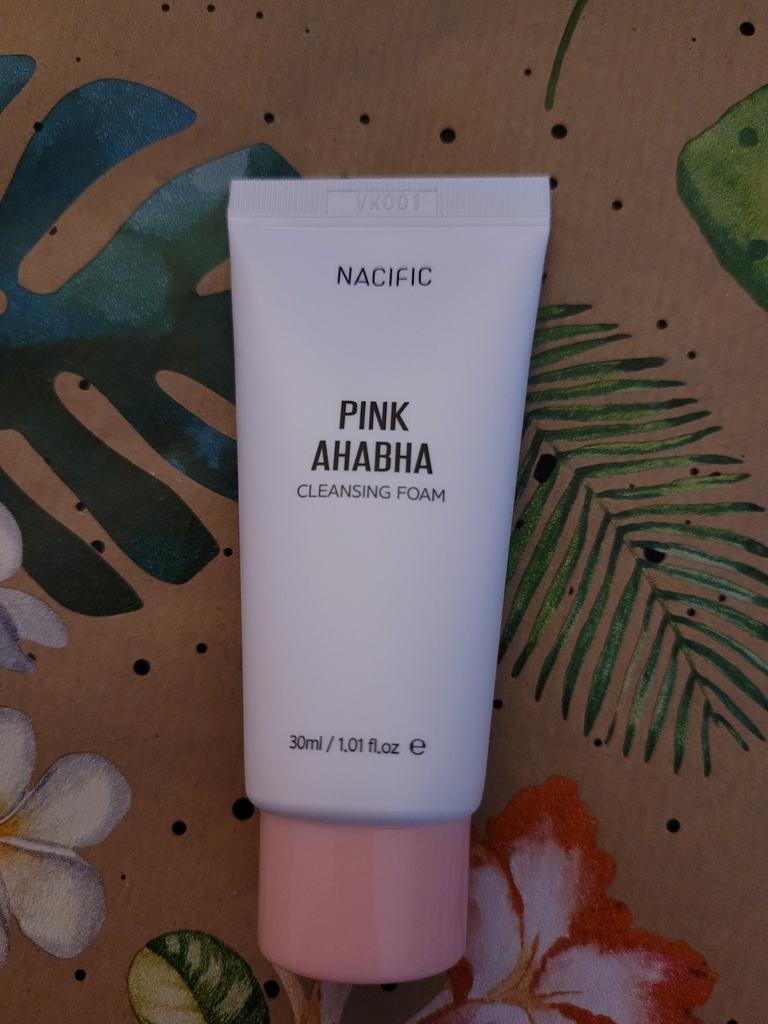 VK001
NACIFIC
PINK
AHABHA
CLEANSING FOAM
30ml / 1.01 fl.oz ℮